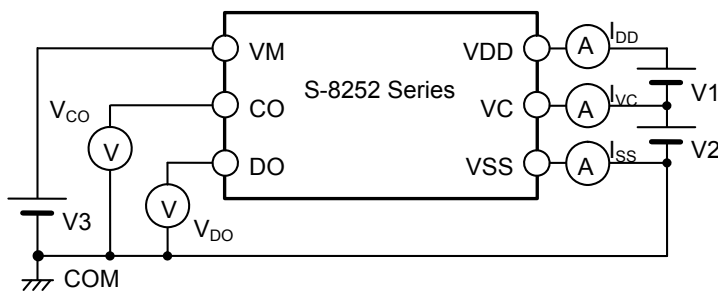 VM
VDD
A
I_DD
S-8252 Series
V1
V_CO
CO
VC
A
I_VC
V
V2
DO
VSS
A
I_SS
V3
V
V_DO
COM